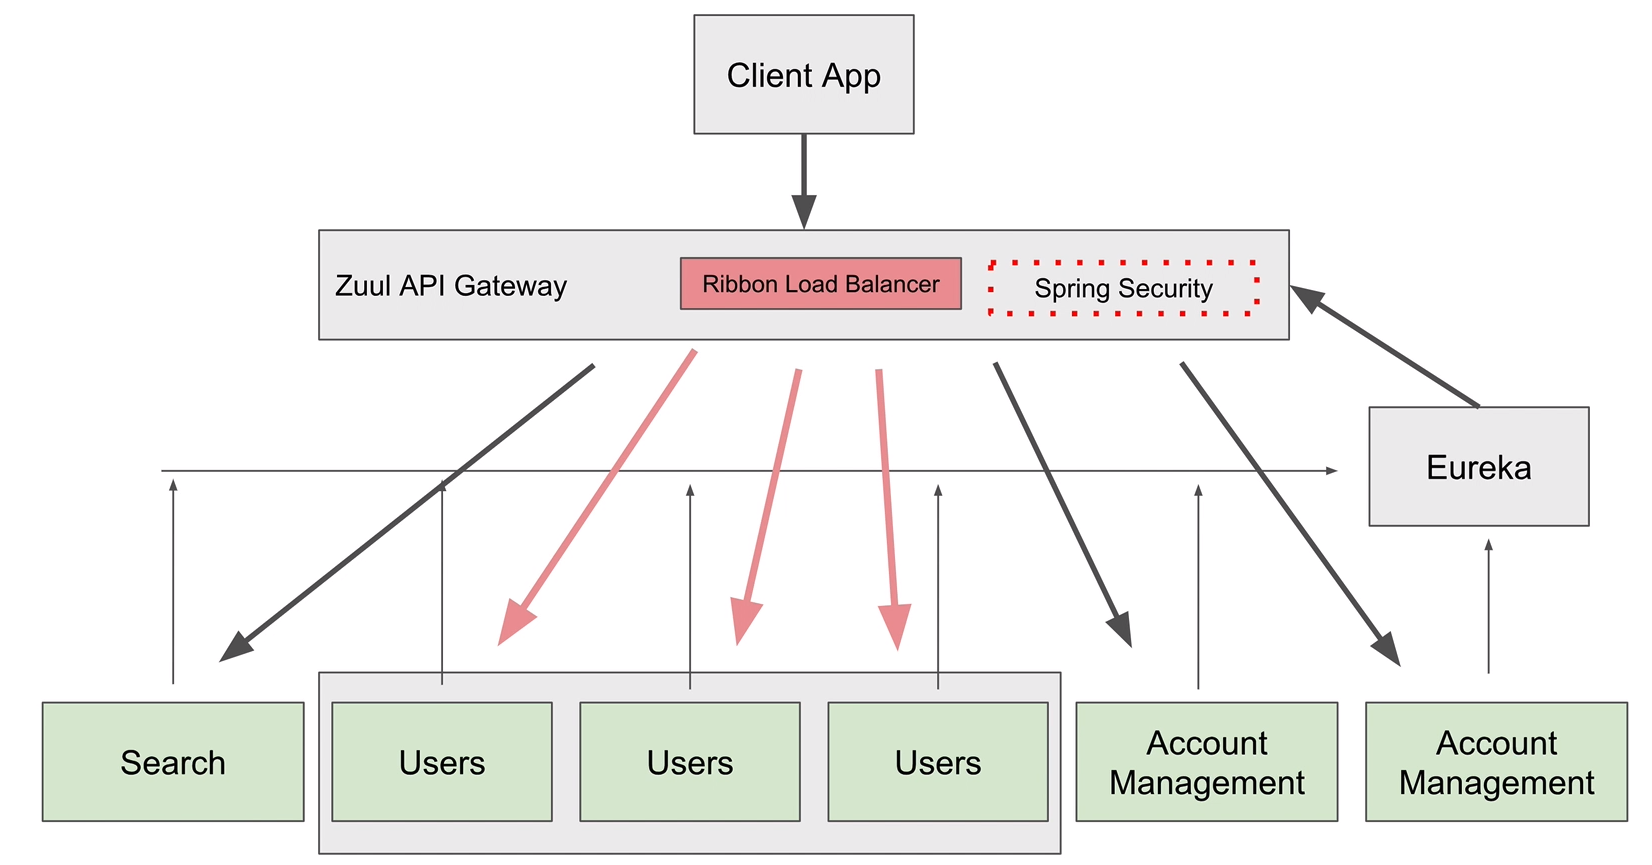 Client App
Zuul API Gateway
Ribbon Load Balancer
Spring Security
Eureka
Search
Users
Users
Users
Account
Management
Account
Management